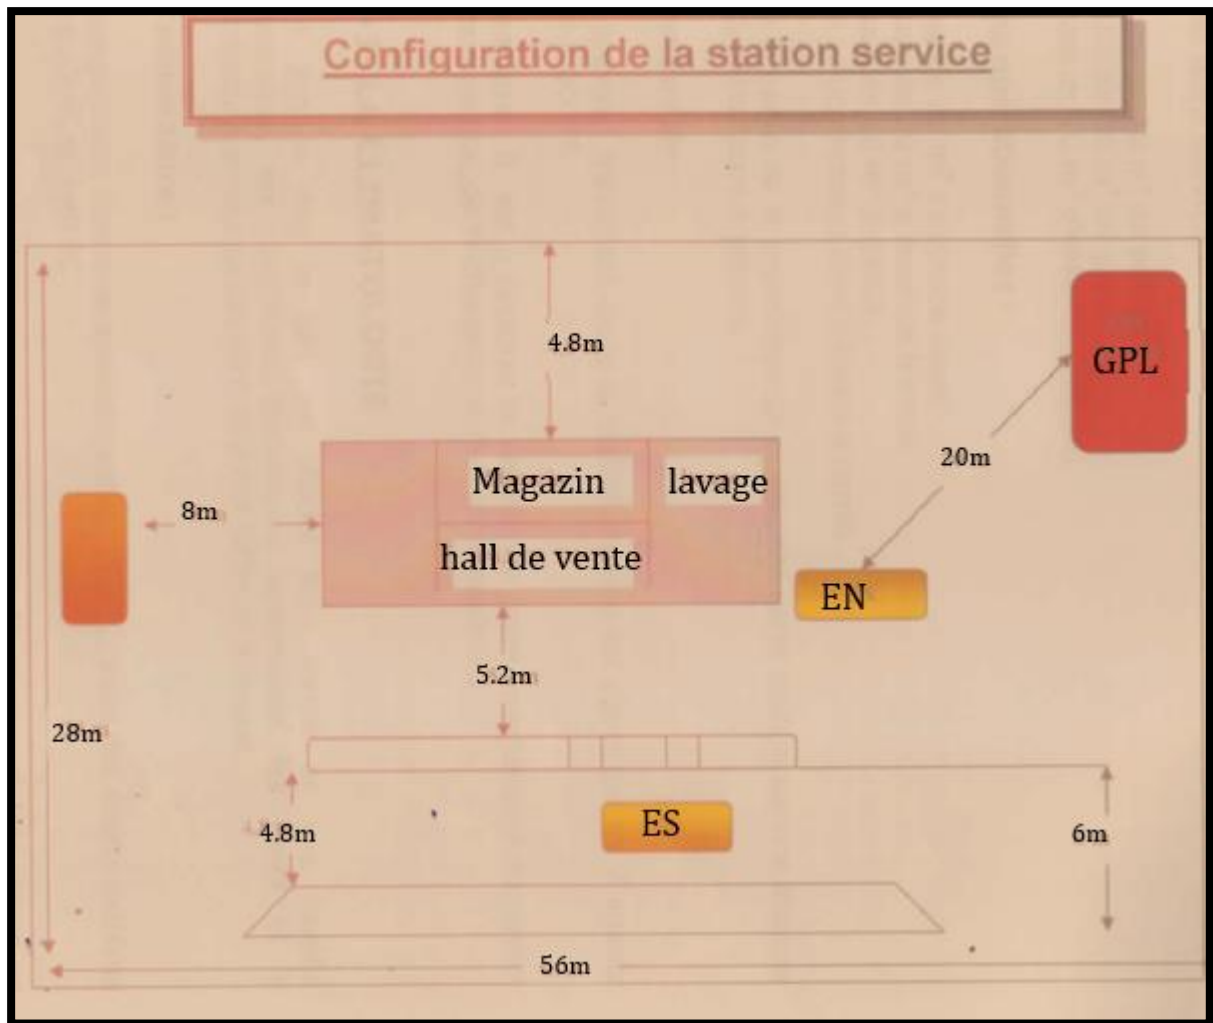 Configuration de la station service
4.8m
GPL
20m
Magazin
lavage
8m
hall de vente
EN
5.2m
28m
ES
4.8m
6m
56m